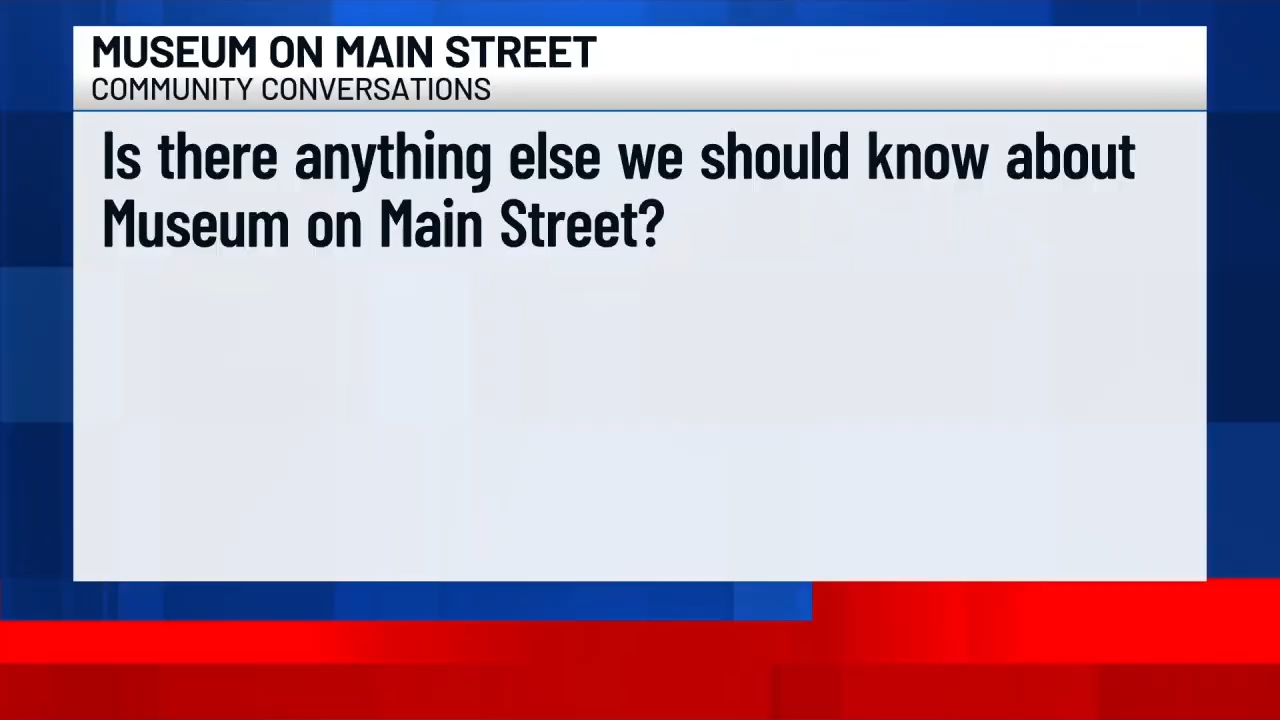 MUSEUM ON MAIN STREET
COMMUNITY CONVERSATIONS
Is there anything else we should know about
Museum on Main Street?